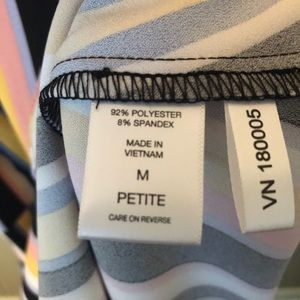 92% POLYESTER
8% SPANDEX
MADE IN
VIETNAM
M
PETITE
CARE ON REVERSE
VN 180005